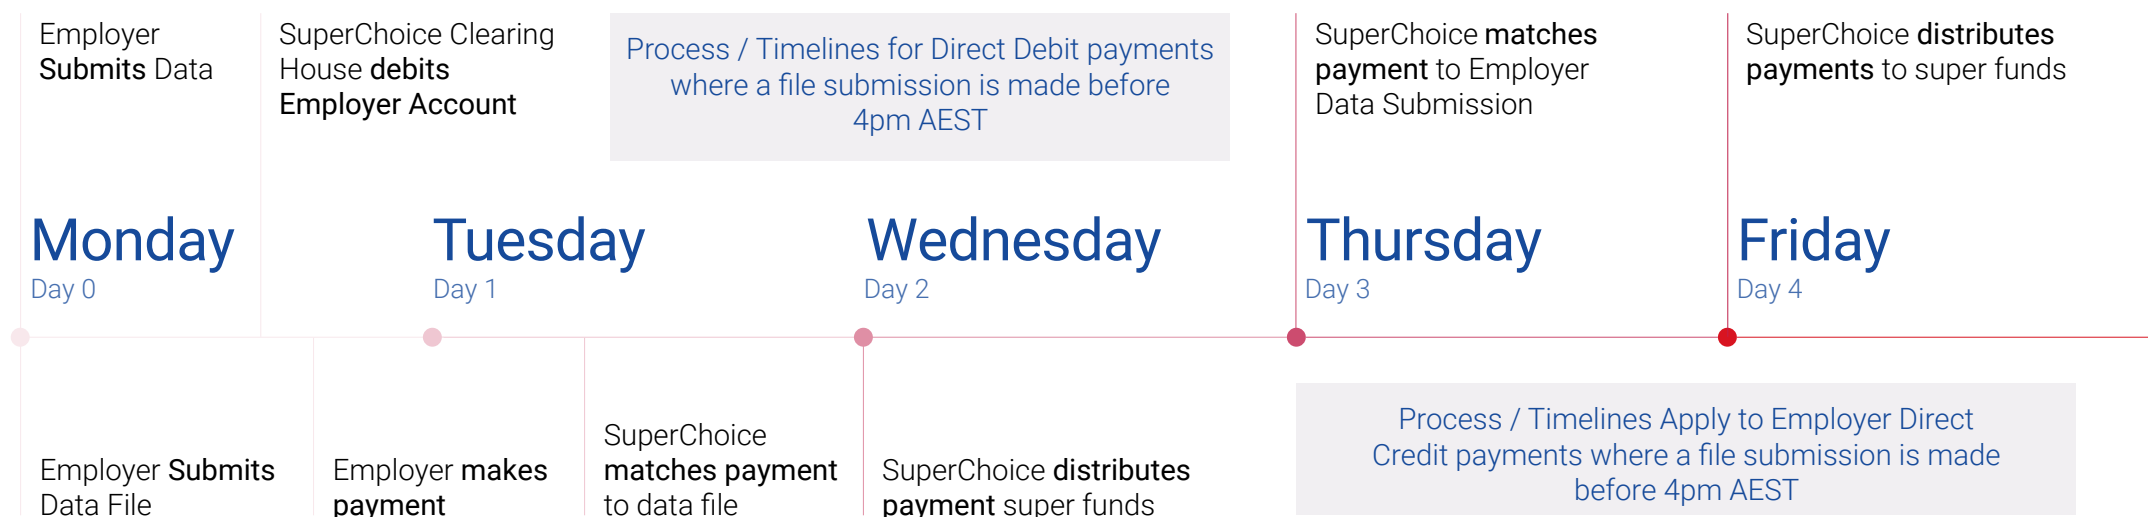 Employer
Submits Data
SuperChoice Clearing
House debits
Employer Account
Process / Timelines for Direct Debit payments
where a file submission is made before
4pm AEST
SuperChoice matches
payment to Employer
Data Submission
SuperChoice distributes
payments to super funds
Monday
Day 0
Tuesday
Day 1
Wednesday
Day 2
Thursday
Day 3
Friday
Day 4
Employer Submits
Data File
Employer makes
payment
SuperChoice
matches payment
to data file
SuperChoice distributes
payment super funds
Process / Timelines Apply to Employer Direct
Credit payments where a file submission is made
before 4pm AEST